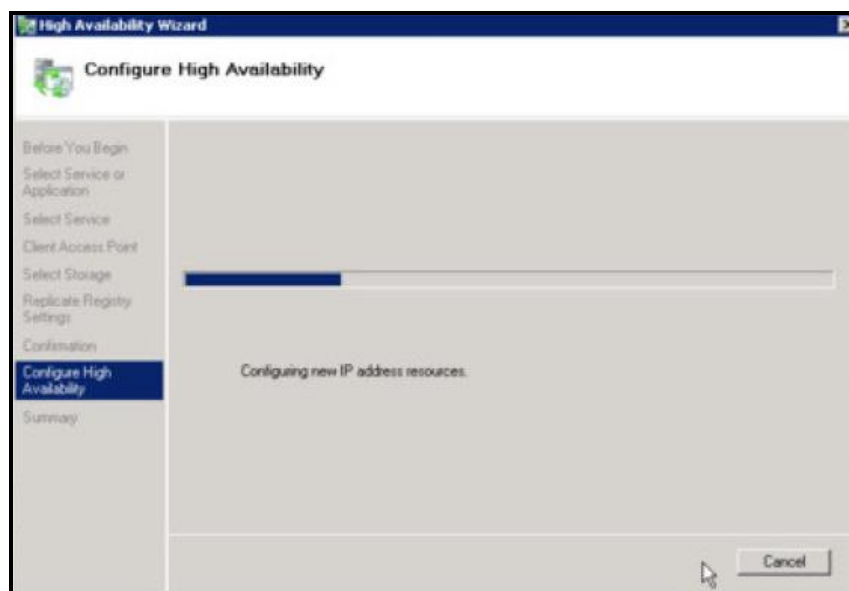 High Availability Wizard
Configure High Availability
Before You Begin
Select Service or
Application
Select Service
Client Access Point
Select Storage
Replicate Registry
Settings
Confirmation
Configure High
Availability
Summary
Configuring new IP address resources.
Cancel